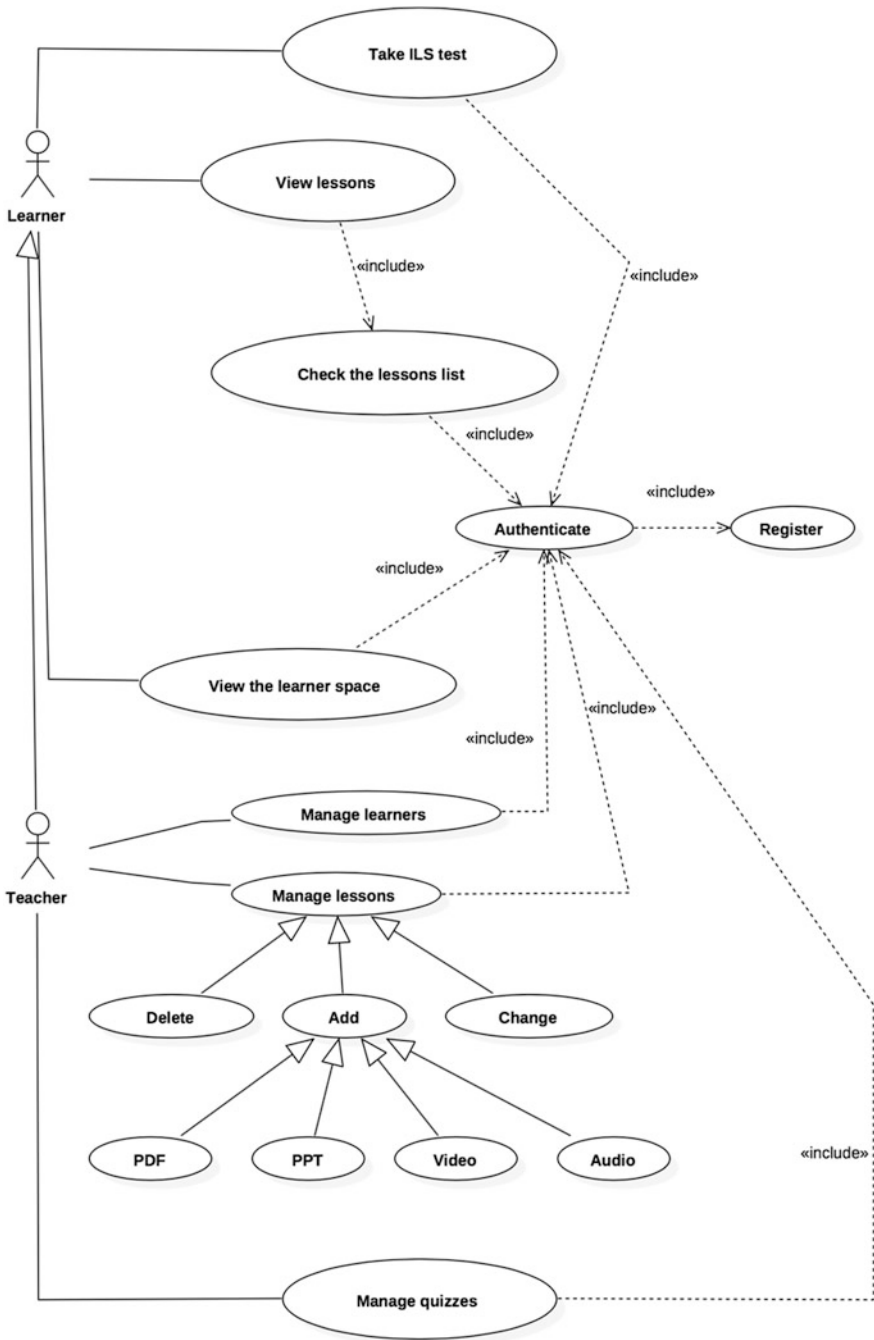 Take ILS test
View lessons
Learner
«include»
«include»
Check the lessons list
«include»
«include»
Authenticate
Register
«include»
View the learner space
«include»
«include»
Manage learners
Manage lessons
Teacher
Delete
Add
Change
PDF
PPT
Video
Audio
«include»
Manage quizzes